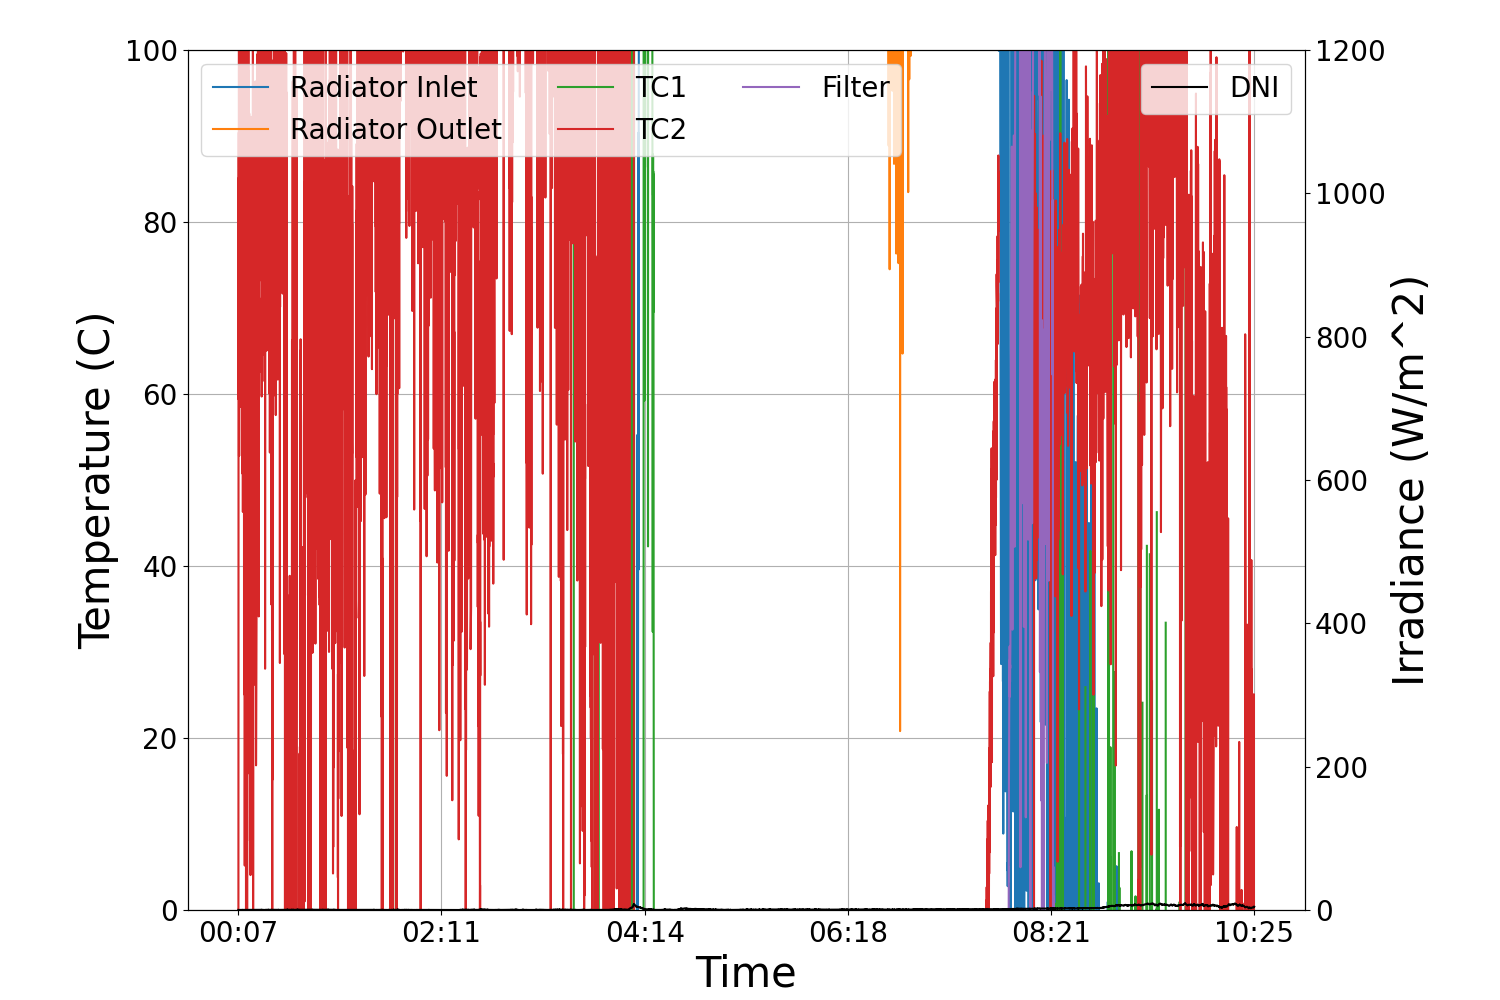 100
80
60
40
20
0
Temperature (C)
Radiator Inlet
Radiator Outlet
TC1
TC2
Filter
DNI
1200
1000
800
600
400
200
0
Irradiance (W/m^2)
00:07
02:11
04:14
06:18
08:21
10:25
Time